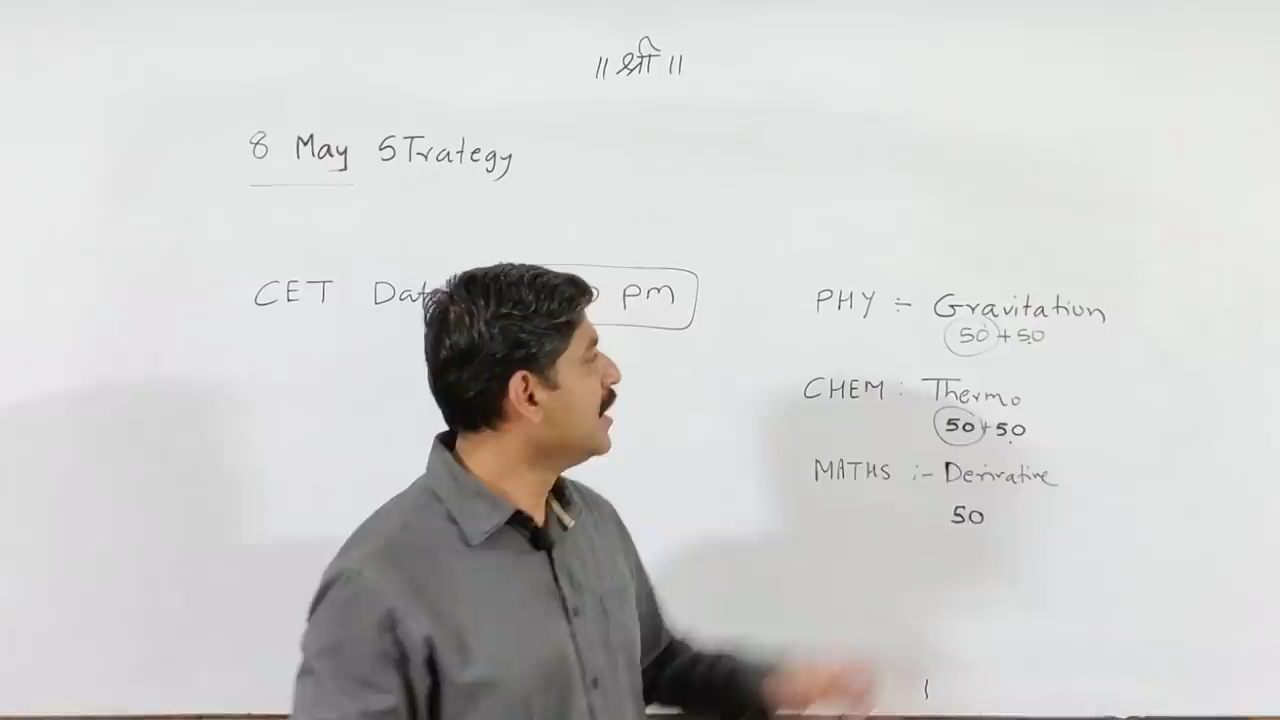 ॥ श्री ॥
8 May STrategy
CET Dat PM
PHY :- Gravitation
50 + 50
CHEM : Thermo
50 + 50
MATHS :- Derivative
50